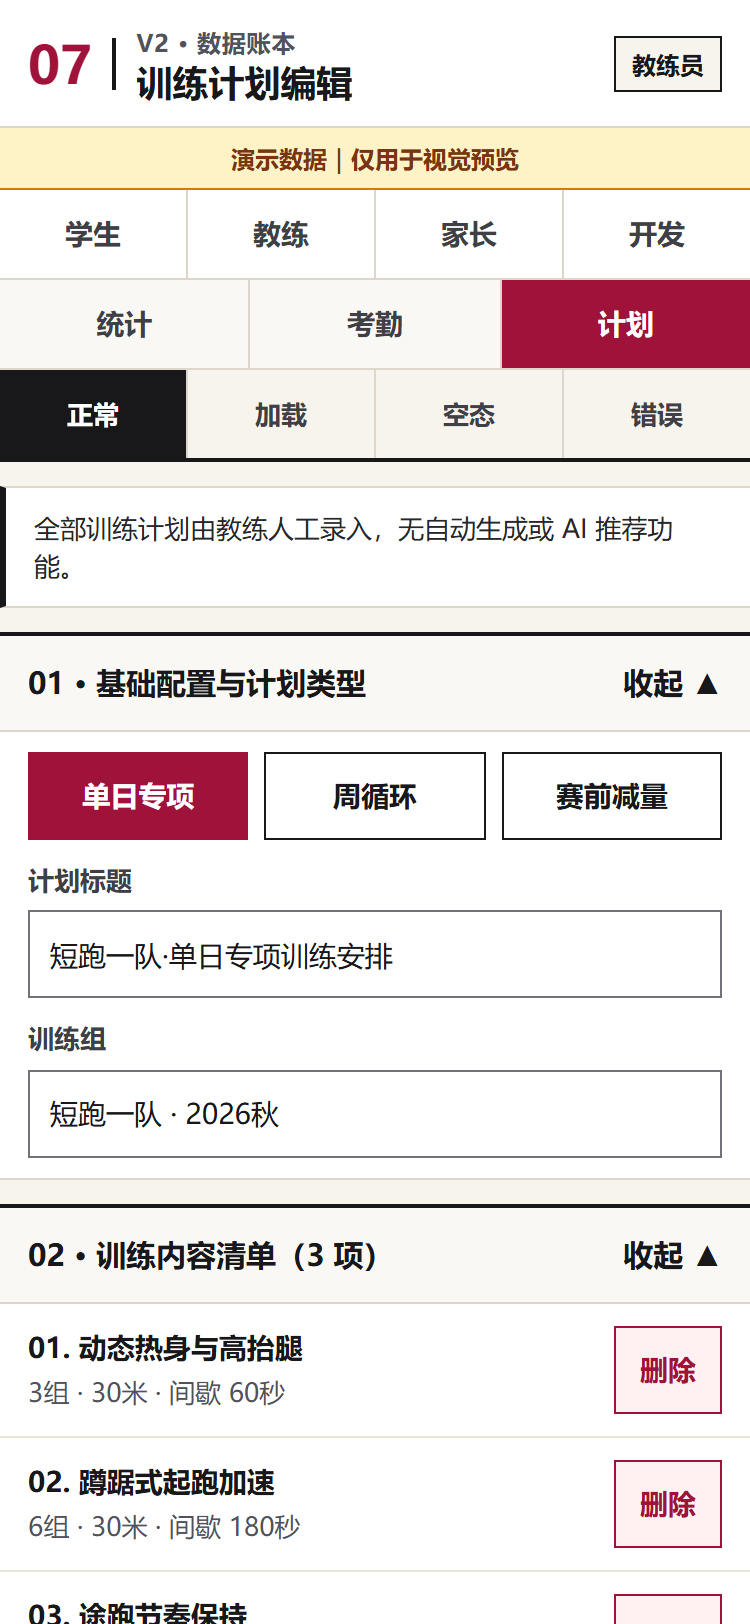 07
V2 • 数据账本
训练计划编辑
教练员
演示数据 | 仅用于视觉预览
学生 教练 家长 开发
统计 考勤 计划
正常 加载 空态 错误
全部训练计划由教练人工录入，无自动生成或 AI 推荐功
能。
01 • 基础配置与计划类型 收起 ▲
单日专项 周循环 赛前减量
计划标题
短跑一队·单日专项训练安排
训练组
短跑一队 · 2026秋
02 • 训练内容清单（3 项） 收起 ▲
01. 动态热身与高抬腿
3组 · 30米 · 间歇 60秒
删除
02. 蹲踞式起跑加速
6组 · 30米 · 间歇 180秒
删除
03. 途跑节奏保持